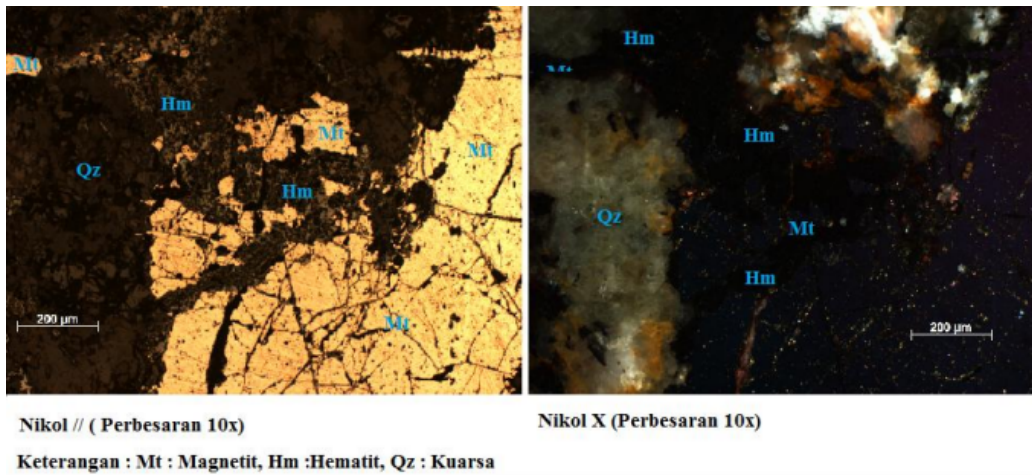 Mt
Hm
Mt
Mt
Qz
Hm
Mt
200 µm
Hm
Mt
Hm
Qz
Mt
Hm
200 µm
Nikol // ( Perbesaran 10x)
Nikol X (Perbesaran 10x)
Keterangan : Mt : Magnetit, Hm :Hematit, Qz : Kuarsa